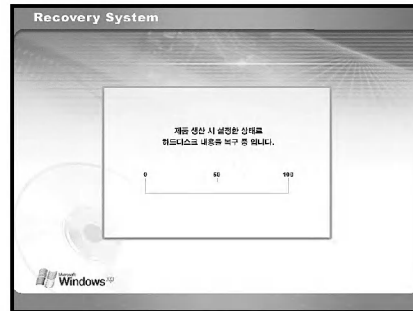 Recovery System
제품 생산 시 설정한 상태로
하드디스크 내용을 복구 중 입니다.
0 50 100
Microsoft
Windows xp